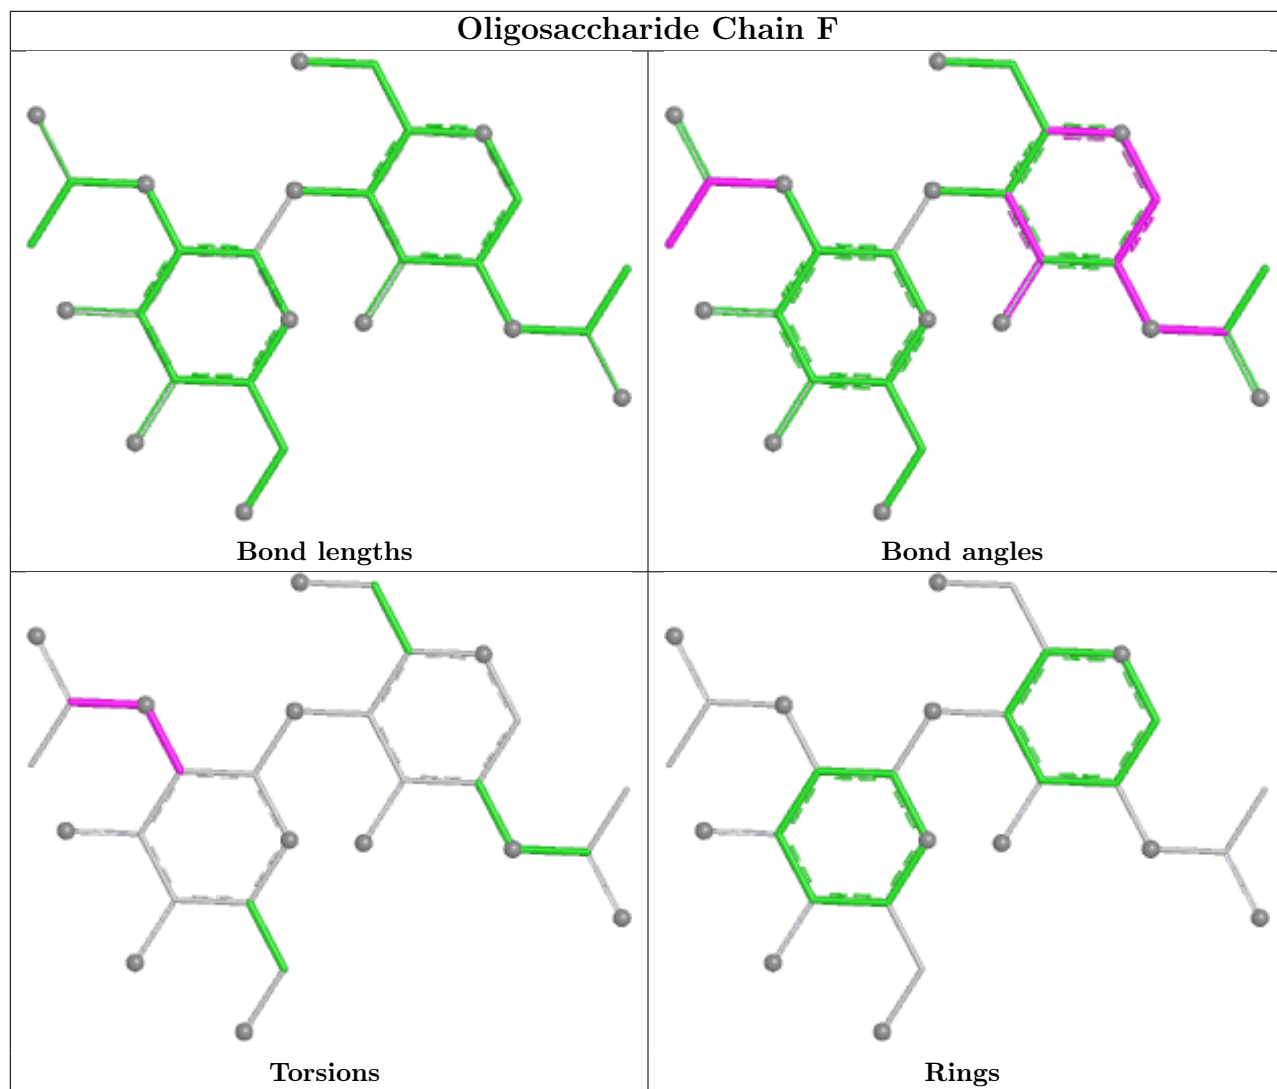 Oligosaccharide Chain F
Bond lengths
Bond angles
Torsions
Rings